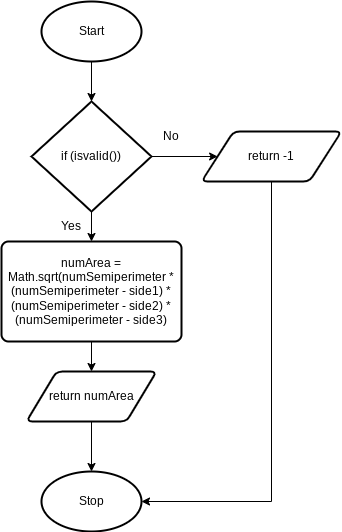 Start
if (isvalid())
No
return -1
Yes
numArea =
Math.sqrt(numSemiperimeter *
(numSemiperimeter - side1) *
(numSemiperimeter - side2) *
(numSemiperimeter - side3)
return numArea
Stop